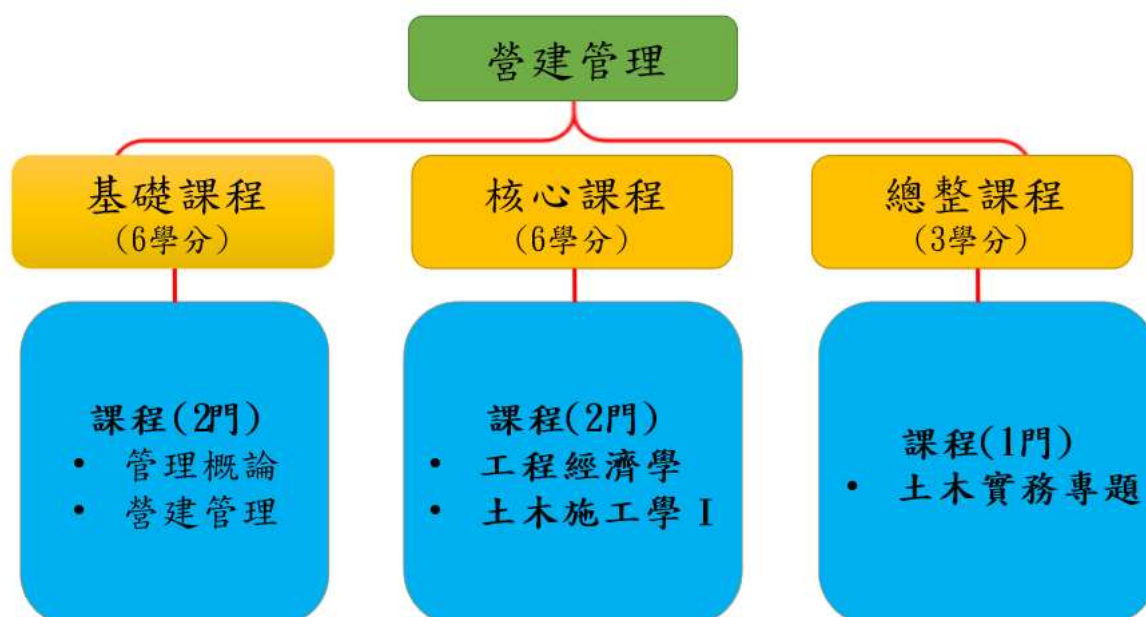 營建管理
基礎課程
(6學分)
核心課程
(6學分)
總整課程
(3學分)
課程(2門)
• 管理概論
• 營建管理
課程(2門)
• 工程經濟學
• 土木施工學 I
課程(1門)
• 土木實務專題